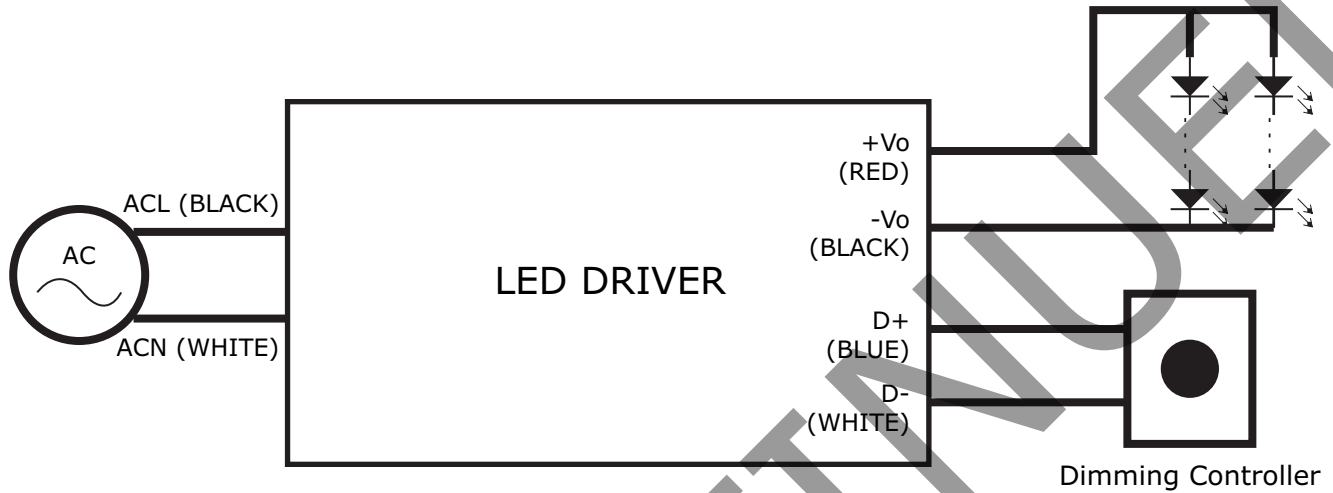 +Vo
(RED)
ACL (BLACK)
-Vo
(BLACK)
AC
LED DRIVER
D+
(BLUE)
ACN (WHITE)
D-
(WHITE)
Dimming Controller